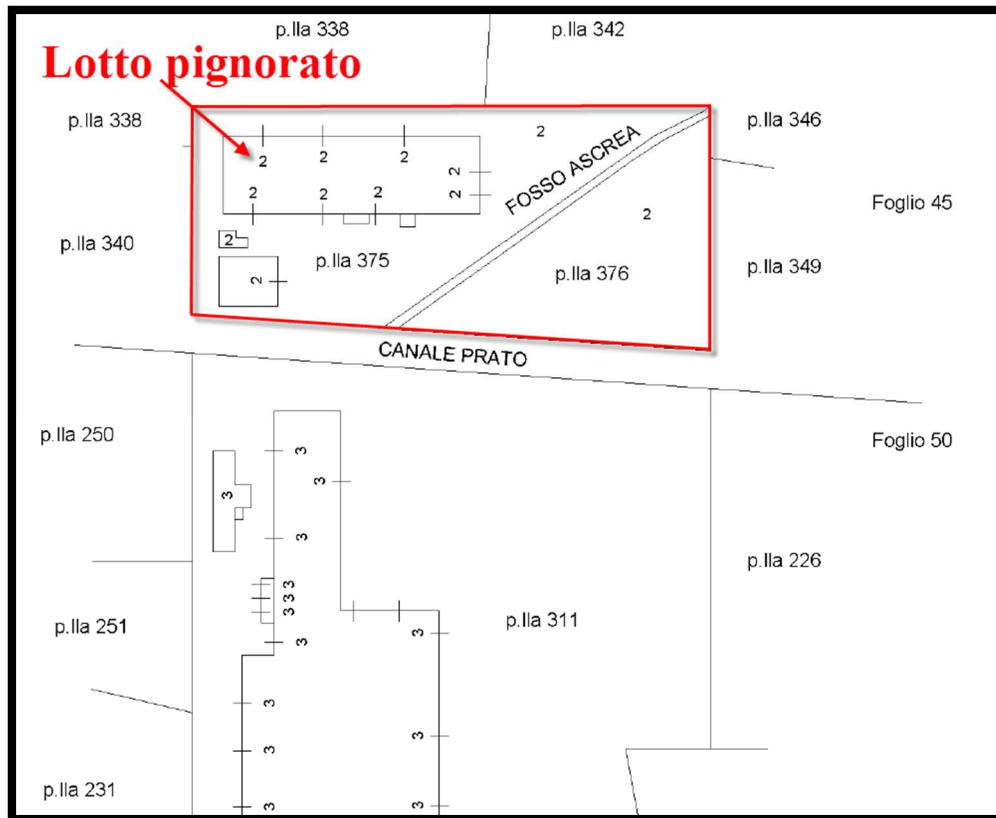 p.lla 338
p.lla 342
Lotto pignorato
p.lla 338
p.lla 346
2
2
2
2
2
2
FOSSO ASCREA
2
2
2
2
2
Foglio 45
2
p.lla 340
p.lla 375
p.lla 376
p.lla 349
2
CANALE PRATO
p.lla 250
Foglio 50
3
3
3
3
p.lla 226
3
3
3
p.lla 251
p.lla 311
3
3
3
3
3
3
p.lla 231
3
3